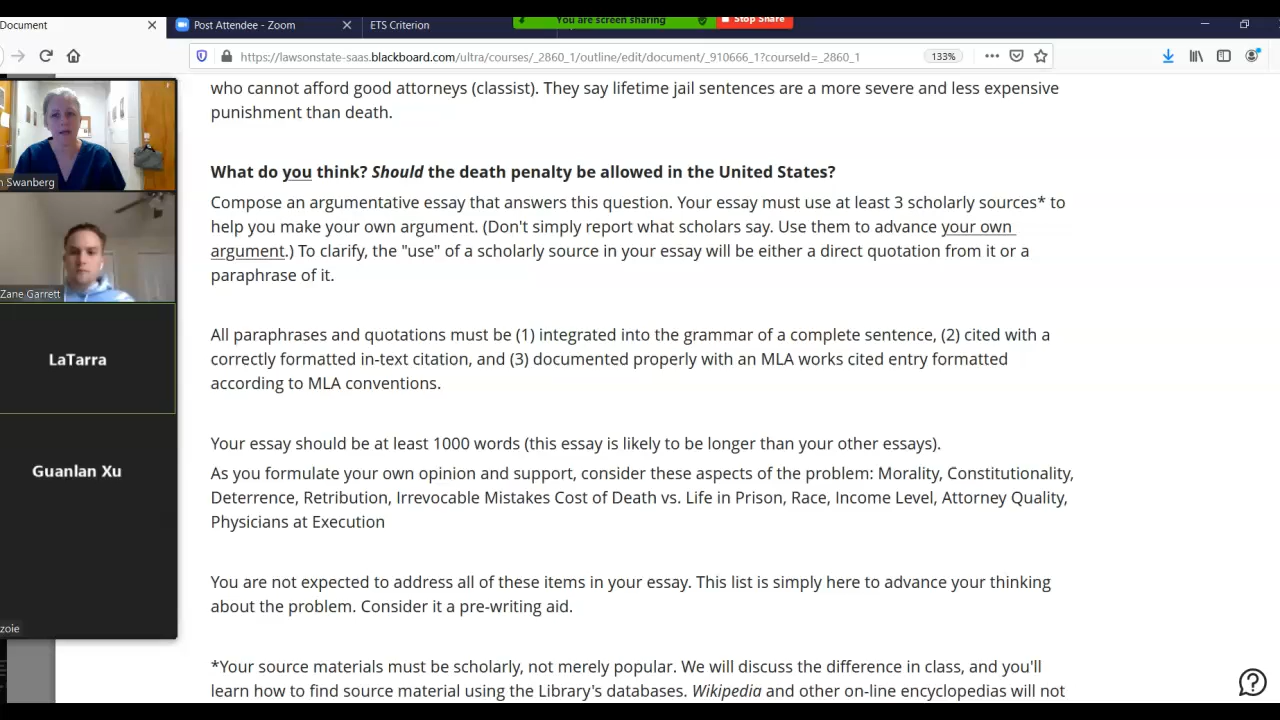 Document
Post Attendee - Zoom
ETS Criterion
You are screen sharing
Stop Share
https://lawsonstate-saas.blackboard.com/ultra/courses/_2860_1/outline/edit/document/_910666_1?courseId=_2860_1
133%
who cannot afford good attorneys (classist). They say lifetime jail sentences are a more severe and less expensive
punishment than death.
What do you think? Should the death penalty be allowed in the United States?
Compose an argumentative essay that answers this question. Your essay must use at least 3 scholarly sources* to
help you make your own argument. (Don't simply report what scholars say. Use them to advance your own
argument.) To clarify, the "use" of a scholarly source in your essay will be either a direct quotation from it or a
paraphrase of it.
All paraphrases and quotations must be (1) integrated into the grammar of a complete sentence, (2) cited with a
correctly formatted in-text citation, and (3) documented properly with an MLA works cited entry formatted
according to MLA conventions.
Your essay should be at least 1000 words (this essay is likely to be longer than your other essays).
As you formulate your own opinion and support, consider these aspects of the problem: Morality, Constitutionality,
Deterrence, Retribution, Irrevocable Mistakes Cost of Death vs. Life in Prison, Race, Income Level, Attorney Quality,
Physicians at Execution
You are not expected to address all of these items in your essay. This list is simply here to advance your thinking
about the problem. Consider it a pre-writing aid.
*Your source materials must be scholarly, not merely popular. We will discuss the difference in class, and you'll
learn how to find source material using the Library's databases. Wikipedia and other on-line encyclopedias will not
n Swanberg
Zane Garrett
LaTarra
Guanlan Xu
zoie